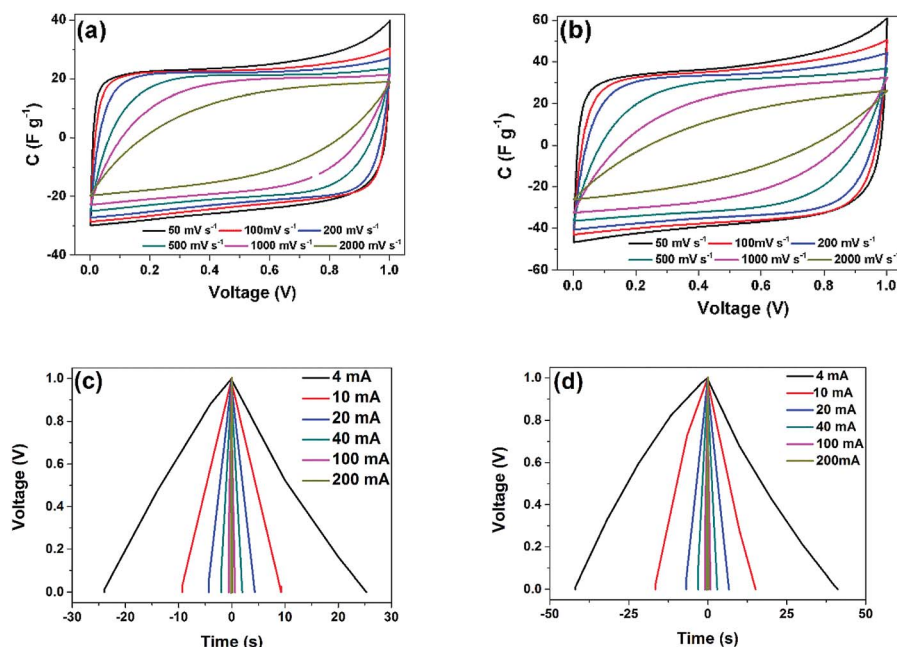 (a)
40
20
0
-20
-40
C (F g⁻¹)
50 mV s⁻¹ 100mV s⁻¹ 200 mV s⁻¹
500 mV s⁻¹ 1000 mV s⁻¹ 2000 mV s⁻¹
0.0 0.2 0.4 0.6 0.8 1.0
Voltage (V)
(b)
60
40
20
0
-20
-40
-60
C (F g⁻¹)
50 mV s⁻¹ 100mV s⁻¹ 200 mV s⁻¹
500 mV s⁻¹ 1000 mV s⁻¹ 2000 mV s⁻¹
0.0 0.2 0.4 0.6 0.8 1.0
Voltage (V)
(c)
1.0
0.8
0.6
0.4
0.2
0.0
Voltage (V)
4 mA
10 mA
20 mA
40 mA
100 mA
200 mA
-30 -20 -10 0 10 20 30
Time (s)
(d)
1.0
0.8
0.6
0.4
0.2
0.0
Voltage (V)
4 mA
10 mA
20 mA
40 mA
100 mA
200mA
-50 -25 0 25 50
Time (s)